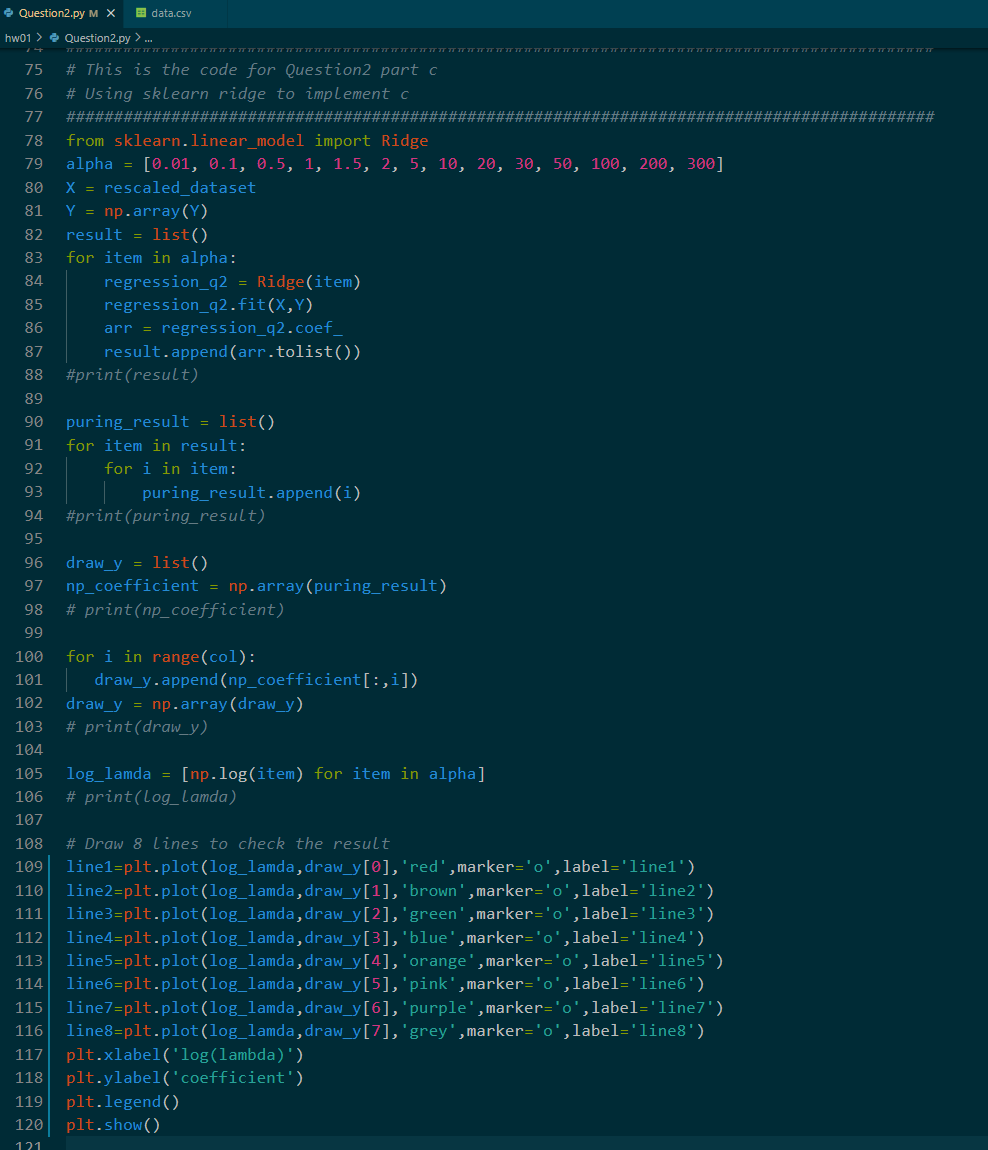 Question2.py M × data.csv
hw01 > Question2.py > ...
74 ###########################################################################################
75 # This is the code for Question2 part c
76 # Using sklearn ridge to implement c
77 ###########################################################################################
78 from sklearn.linear_model import Ridge
79 alpha = [0.01, 0.1, 0.5, 1, 1.5, 2, 5, 10, 20, 30, 50, 100, 200, 300]
80 X = rescaled_dataset
81 Y = np.array(Y)
82 result = list()
83 for item in alpha:
84     regression_q2 = Ridge(item)
85     regression_q2.fit(X,Y)
86     arr = regression_q2.coef_
87     result.append(arr.tolist())
88 #print(result)
89
90 puring_result = list()
91 for item in result:
92     for i in item:
93         puring_result.append(i)
94 #print(puring_result)
95
96 draw_y = list()
97 np_coefficient = np.array(puring_result)
98 # print(np_coefficient)
99
100 for i in range(col):
101    draw_y.append(np_coefficient[:,i])
102 draw_y = np.array(draw_y)
103 # print(draw_y)
104
105 log_lamda = [np.log(item) for item in alpha]
106 # print(log_lamda)
107
108 # Draw 8 lines to check the result
109 line1=plt.plot(log_lamda,draw_y[0],'red',marker='o',label='line1')
110 line2=plt.plot(log_lamda,draw_y[1],'brown',marker='o',label='line2')
111 line3=plt.plot(log_lamda,draw_y[2],'green',marker='o',label='line3')
112 line4=plt.plot(log_lamda,draw_y[3],'blue',marker='o',label='line4')
113 line5=plt.plot(log_lamda,draw_y[4],'orange',marker='o',label='line5')
114 line6=plt.plot(log_lamda,draw_y[5],'pink',marker='o',label='line6')
115 line7=plt.plot(log_lamda,draw_y[6],'purple',marker='o',label='line7')
116 line8=plt.plot(log_lamda,draw_y[7],'grey',marker='o',label='line8')
117 plt.xlabel('log(lambda)')
118 plt.ylabel('coefficient')
119 plt.legend()
120 plt.show()
121